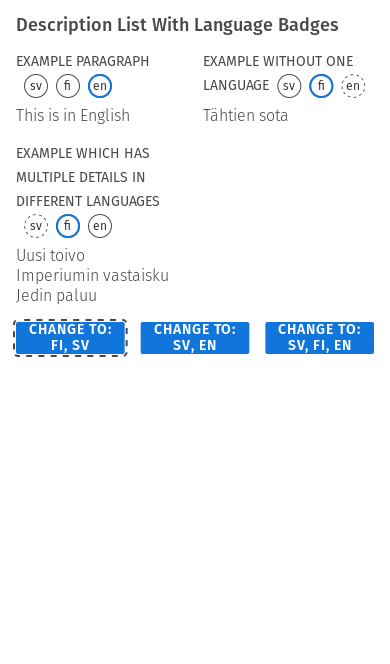 Description List With Language Badges
EXAMPLE PARAGRAPH
sv fi en
This is in English
EXAMPLE WITHOUT ONE
LANGUAGE sv fi en
Tähtien sota
EXAMPLE WHICH HAS
MULTIPLE DETAILS IN
DIFFERENT LANGUAGES
sv fi en
Uusi toivo
Imperiumin vastaisku
Jedin paluu
CHANGE TO:
FI, SV
CHANGE TO:
SV, EN
CHANGE TO:
SV, FI, EN